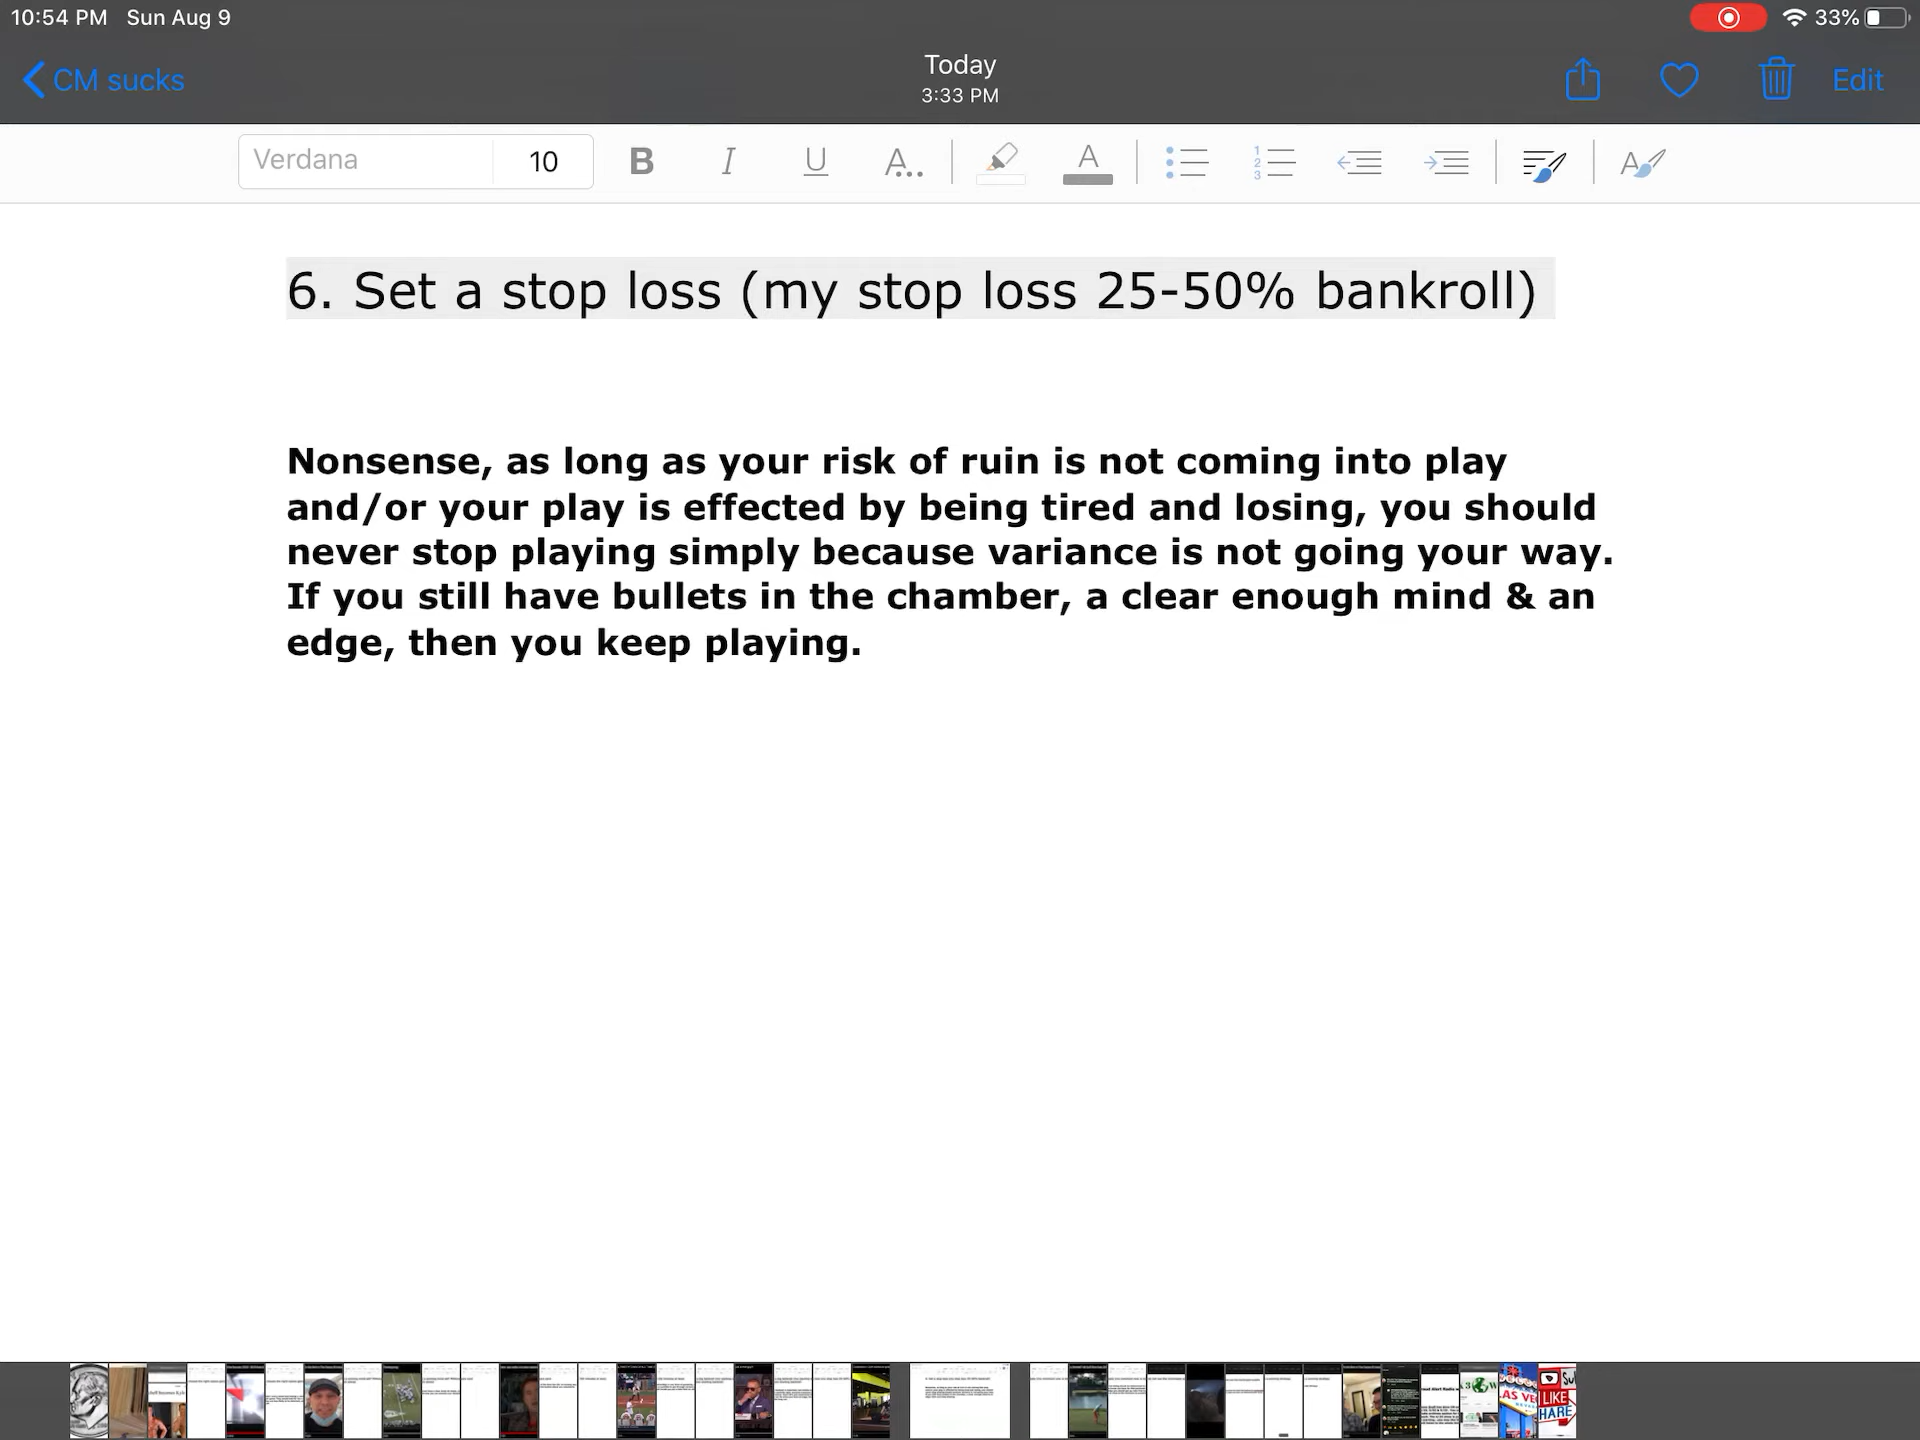 10:54 PM Sun Aug 9
33%
CM sucks
Today
3:33 PM
Edit
Verdana
10
B I U A...
A
6. Set a stop loss (my stop loss 25-50% bankroll)
Nonsense, as long as your risk of ruin is not coming into play
and/or your play is effected by being tired and losing, you should
never stop playing simply because variance is not going your way.
If you still have bullets in the chamber, a clear enough mind & an
edge, then you keep playing.
LIKE